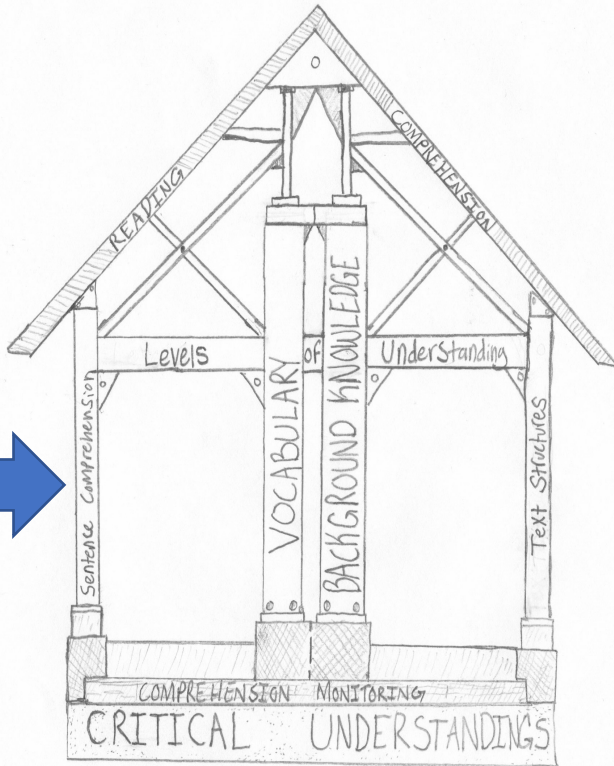 READING
COMPREHENSION
Levels of Understanding
Sentence Comprehension
VOCABULARY
BACKGROUND KNOWLEDGE
Text Structures
COMPREHENSION MONITORING
CRITICAL UNDERSTANDINGS